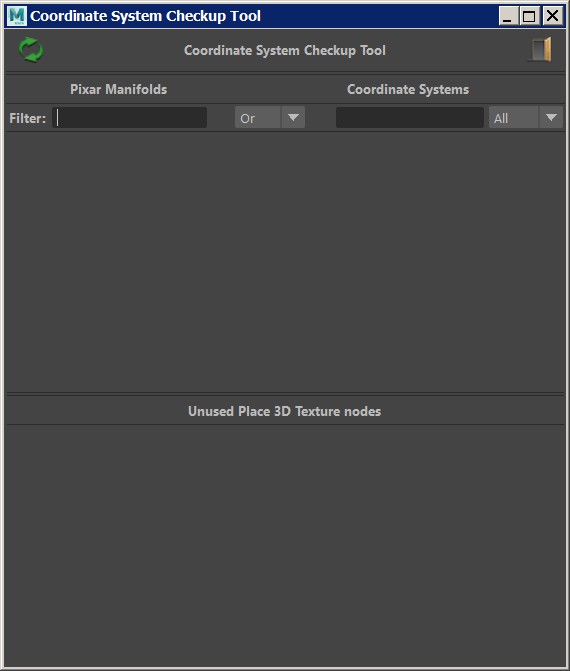 M Coordinate System Checkup Tool
Coordinate System Checkup Tool
Pixar Manifolds Coordinate Systems
Filter: Or All
Unused Place 3D Texture nodes